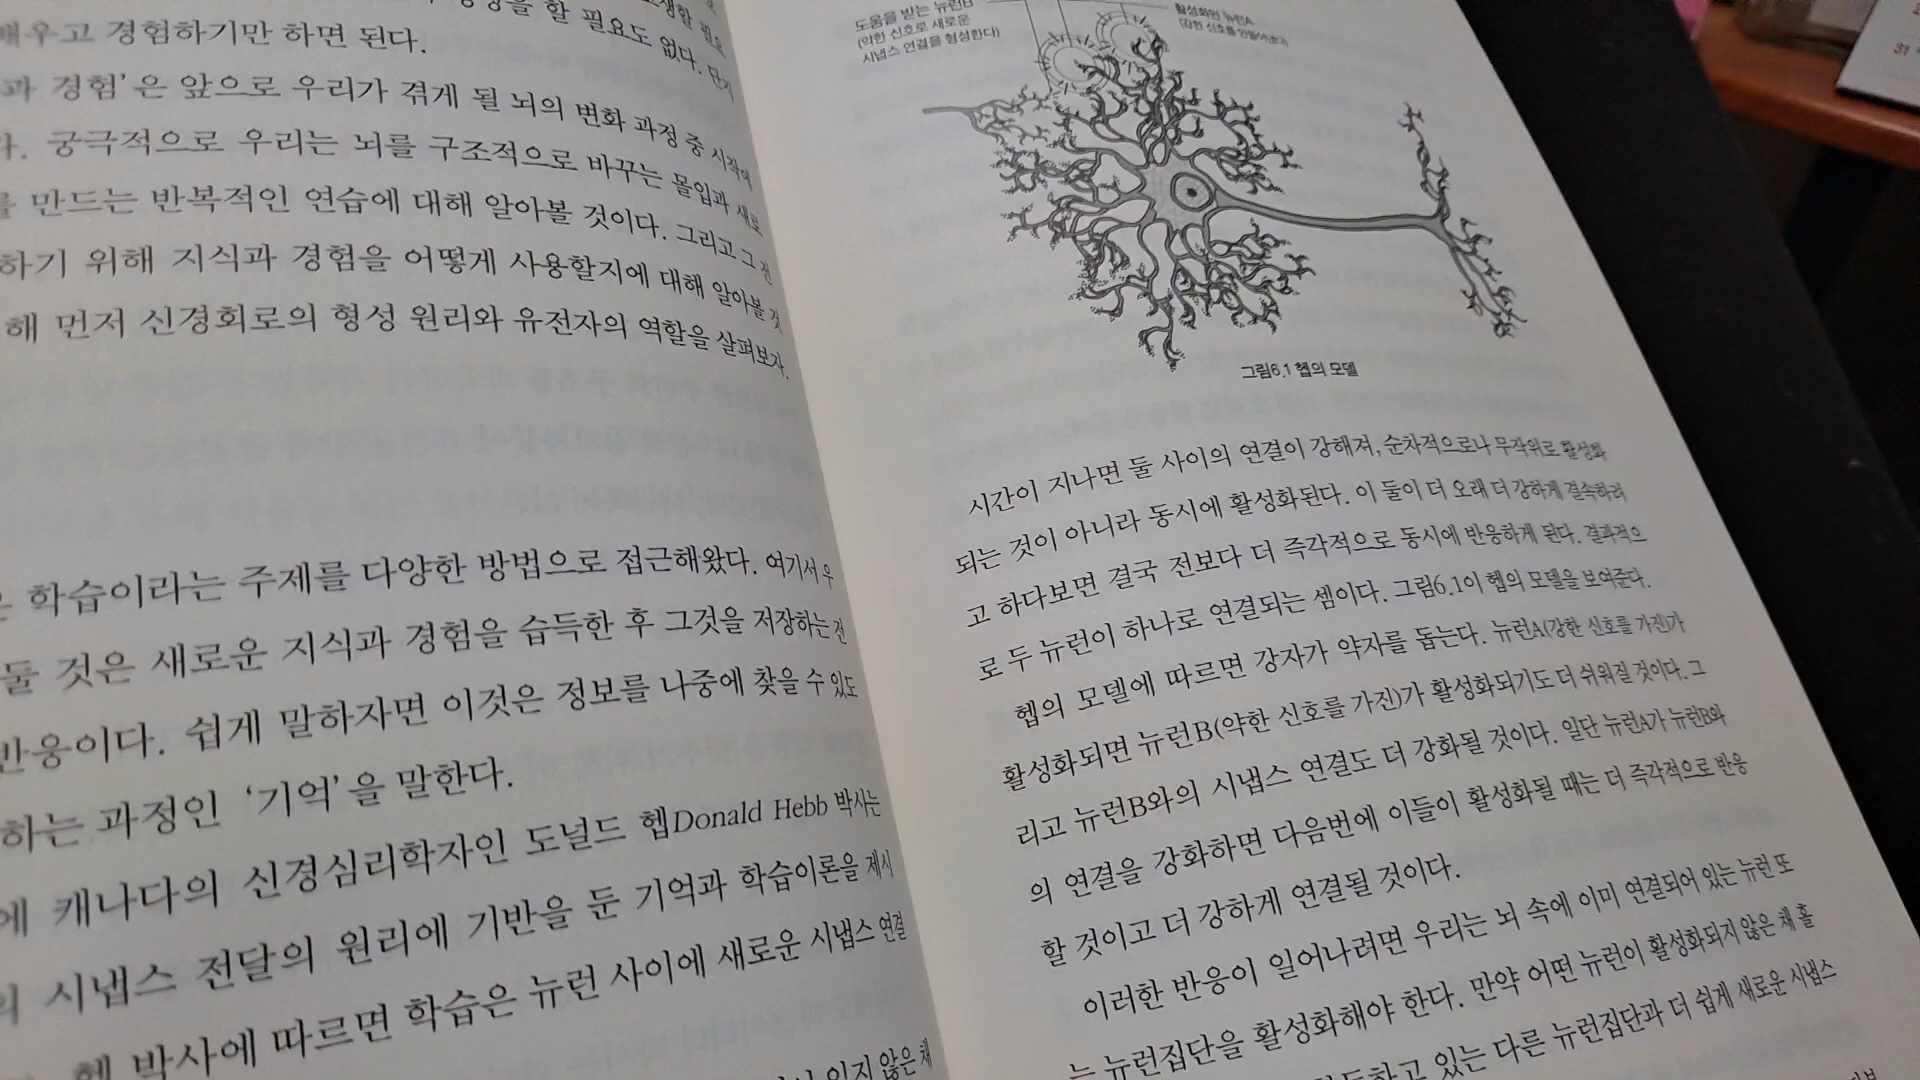 배우고 경험하기만 하면 된다.
할 필요도 없다.
과 경험’은 앞으로 우리가 겪게 될 뇌의 변화 과정 중 시작에
다. 궁극적으로 우리는 뇌를 구조적으로 바꾸는 몰입과 새로
를 만드는 반복적인 연습에 대해 알아볼 것이다. 그리고 그 전
하기 위해 지식과 경험을 어떻게 사용할지에 대해 알아볼 것
해 먼저 신경회로의 형성 원리와 유전자의 역할을 살펴보자.
은 학습이라는 주제를 다양한 방법으로 접근해왔다. 여기서 우
둘 것은 새로운 지식과 경험을 습득한 후 그것을 저장하는 전
반응이다. 쉽게 말하자면 이것은 정보를 나중에 찾을 수 있도
하는 과정인 ‘기억’을 말한다.
에 캐나다의 신경심리학자인 도널드 헵Donald Hebb 박사는
의 시냅스 전달의 원리에 기반을 둔 기억과 학습이론을 제시
헵 박사에 따르면 학습은 뉴런 사이에 새로운 시냅스 연결
있지 않은 채
도움을 받는 뉴런B
(약한 신호로 새로운
시냅스 연결을 형성한다)
활성화된 뉴런A
그림6.1 헵의 모델
시간이 지나면 둘 사이의 연결이 강해져, 순차적으로나 무작위로 활성화
되는 것이 아니라 동시에 활성화된다. 이 둘이 더 오래 더 강하게 결속하려
고 하다보면 결국 전보다 더 즉각적으로 동시에 반응하게 된다. 결과적으
로 두 뉴런이 하나로 연결되는 셈이다. 그림6.1이 헵의 모델을 보여준다.
헵의 모델에 따르면 강자가 약자를 돕는다. 뉴런A(강한 신호를 가진)가
활성화되면 뉴런B(약한 신호를 가진)가 활성화되기도 더 쉬워질 것이다. 그
리고 뉴런B와의 시냅스 연결도 더 강화될 것이다. 일단 뉴런A가 뉴런B와
의 연결을 강화하면 다음번에 이들이 활성화될 때는 더 즉각적으로 반응
할 것이고 더 강하게 연결될 것이다.
이러한 반응이 일어나려면 우리는 뇌 속에 이미 연결되어 있는 뉴런 또
는 뉴런집단을 활성화해야 한다. 만약 어떤 뉴런이 활성화되지 않은 채 홀
있는 다른 뉴런집단과 더 쉽게 새로운 시냅스
31